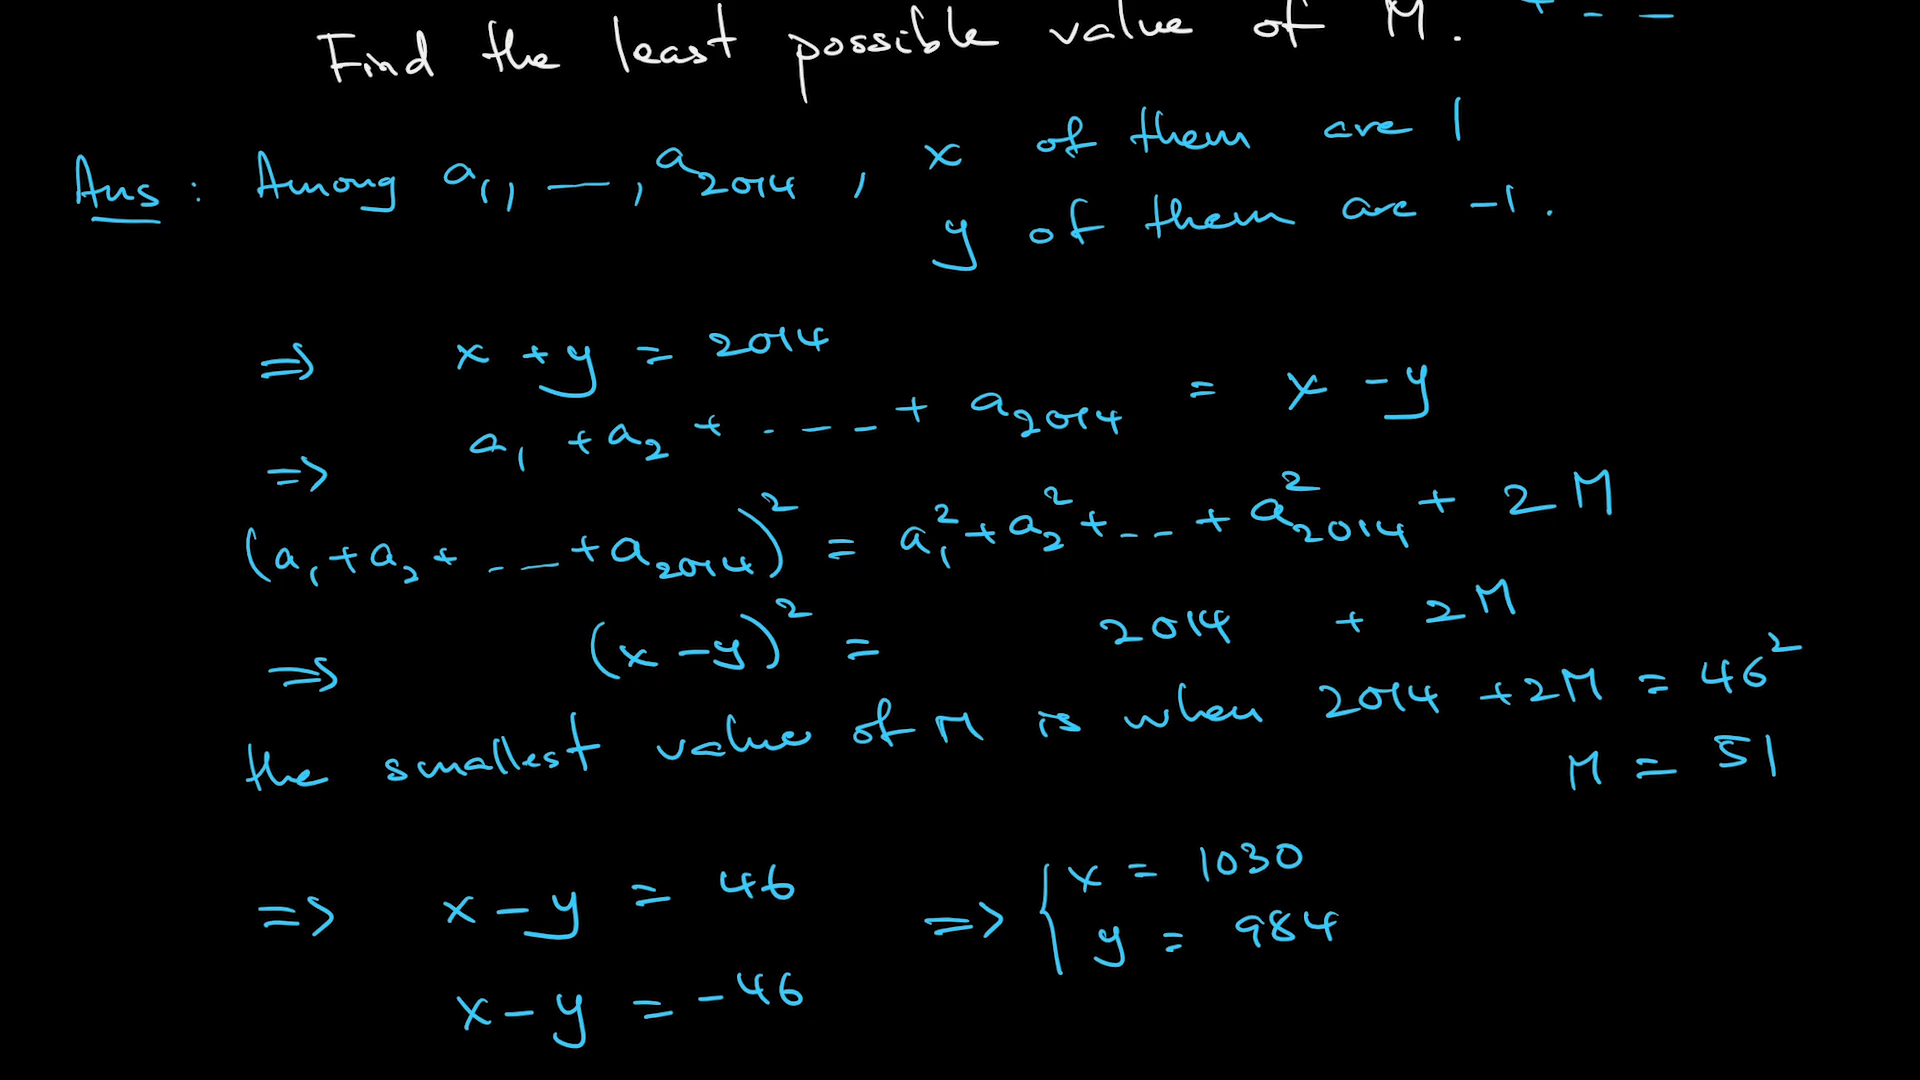 Find the least possible value of M. + - -
Ans : Among a₁, —, a₂₀₁₄, x of them are 1
y of them are -1.
⇒ x + y = 2014
⇒ a₁ + a₂ + . - - - + a₂₀₁₄ = x - y
(a₁ + a₂ + . - — + a₂₀₁₄)² = a₁² + a₂² + - - + a₂₀₁₄² + 2M
⇒ (x - y)² = 2014 + 2M
the smallest value of M is when 2014 + 2M = 46²
M = 51
⇒ x - y = 46 ⇒ { x = 1030
y = 984
x - y = -46